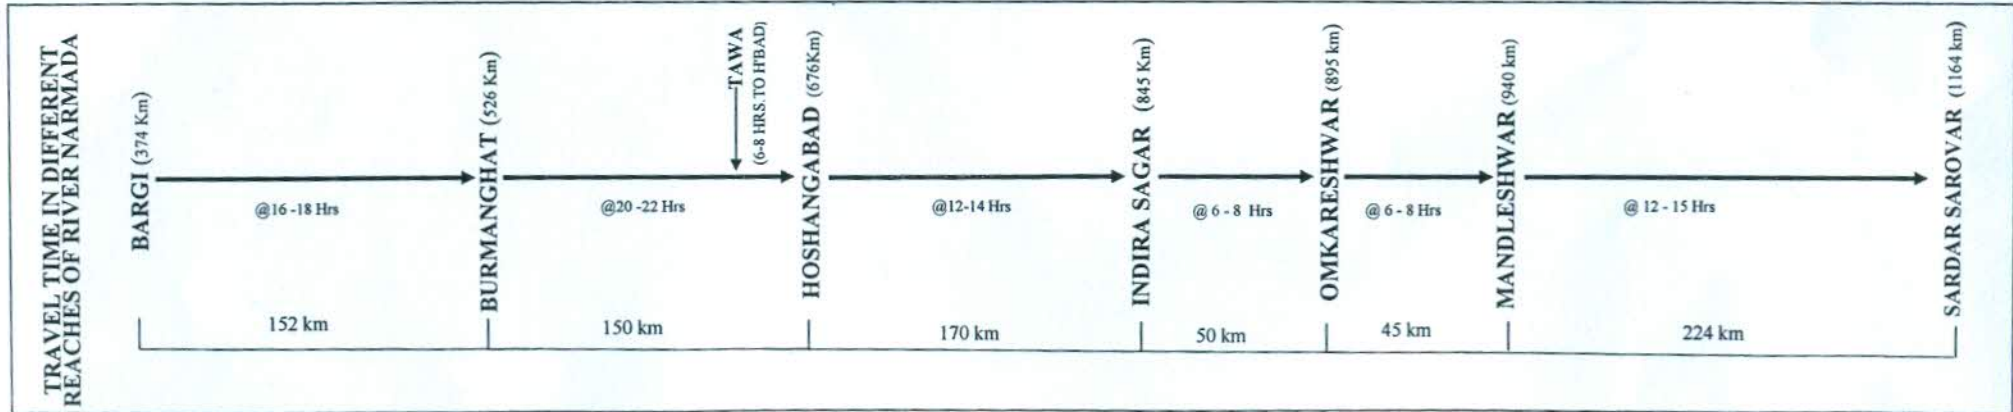 TRAVEL TIME IN DIFFERENT
REACHES OF RIVER NARMADA
BARGI (374 Km)
@16 -18 Hrs
BURMANGHAT (526 Km)
@20 -22 Hrs
TAWA
(6-8 HRS. TO H'BAD)
HOSHANGABAD (676Km)
@12-14 Hrs
INDIRA SAGAR (845 Km)
@ 6 - 8 Hrs
OMKARESHWAR (895 km)
@ 6 - 8 Hrs
MANDLESHWAR (940 km)
@ 12 - 15 Hrs
SARDAR SAROVAR (1164 km)
152 km
150 km
170 km
50 km
45 km
224 km